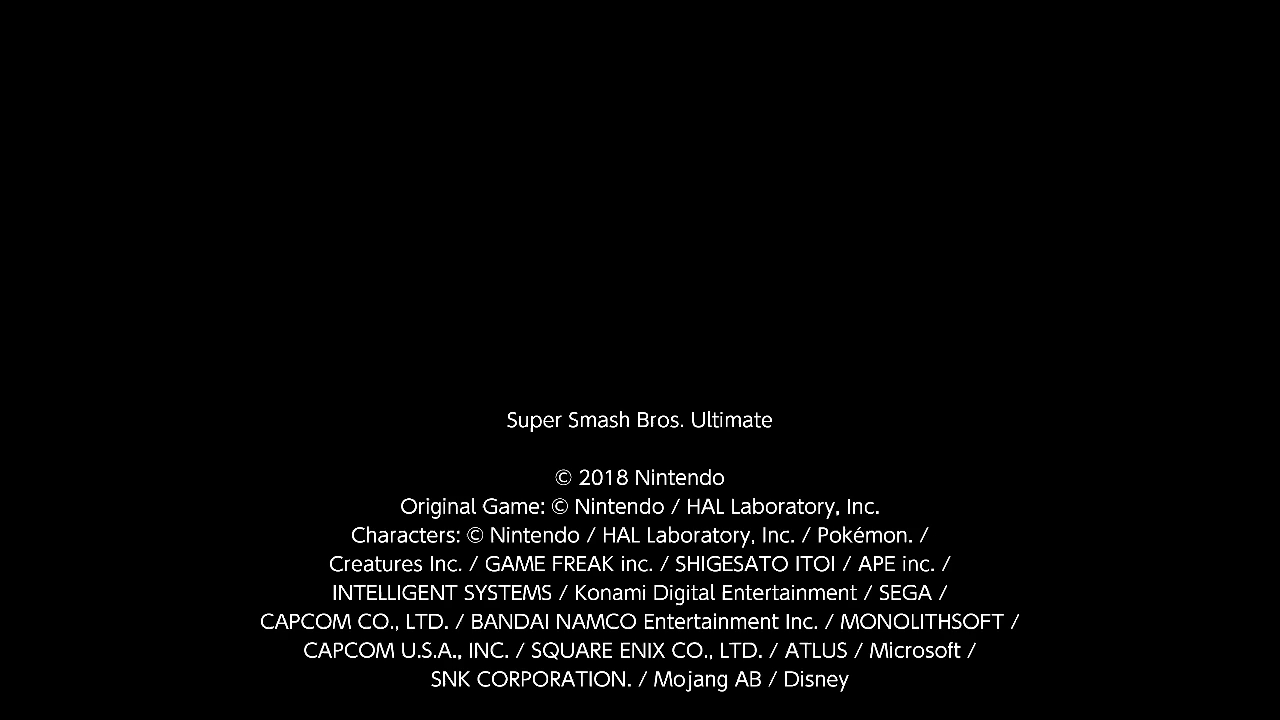 Super Smash Bros. Ultimate
© 2018 Nintendo
Original Game: © Nintendo / HAL Laboratory, Inc.
Characters: © Nintendo / HAL Laboratory, Inc. / Pokémon. /
Creatures Inc. / GAME FREAK inc. / SHIGESATO ITOI / APE inc. /
INTELLIGENT SYSTEMS / Konami Digital Entertainment / SEGA /
CAPCOM CO., LTD. / BANDAI NAMCO Entertainment Inc. / MONOLITHSOFT /
CAPCOM U.S.A., INC. / SQUARE ENIX CO., LTD. / ATLUS / Microsoft /
SNK CORPORATION. / Mojang AB / Disney